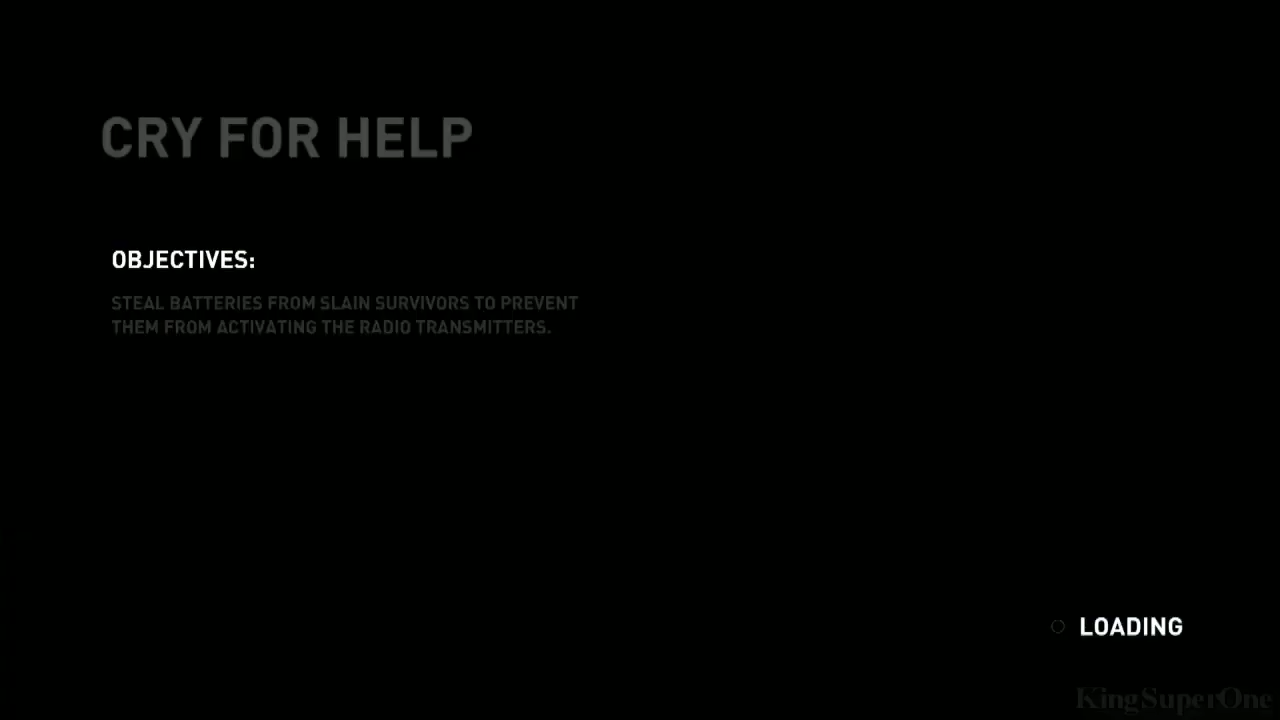 CRY FOR HELP
OBJECTIVES:
STEAL BATTERIES FROM SLAIN SURVIVORS TO PREVENT
THEM FROM ACTIVATING THE RADIO TRANSMITTERS.
LOADING
KingSuperOne